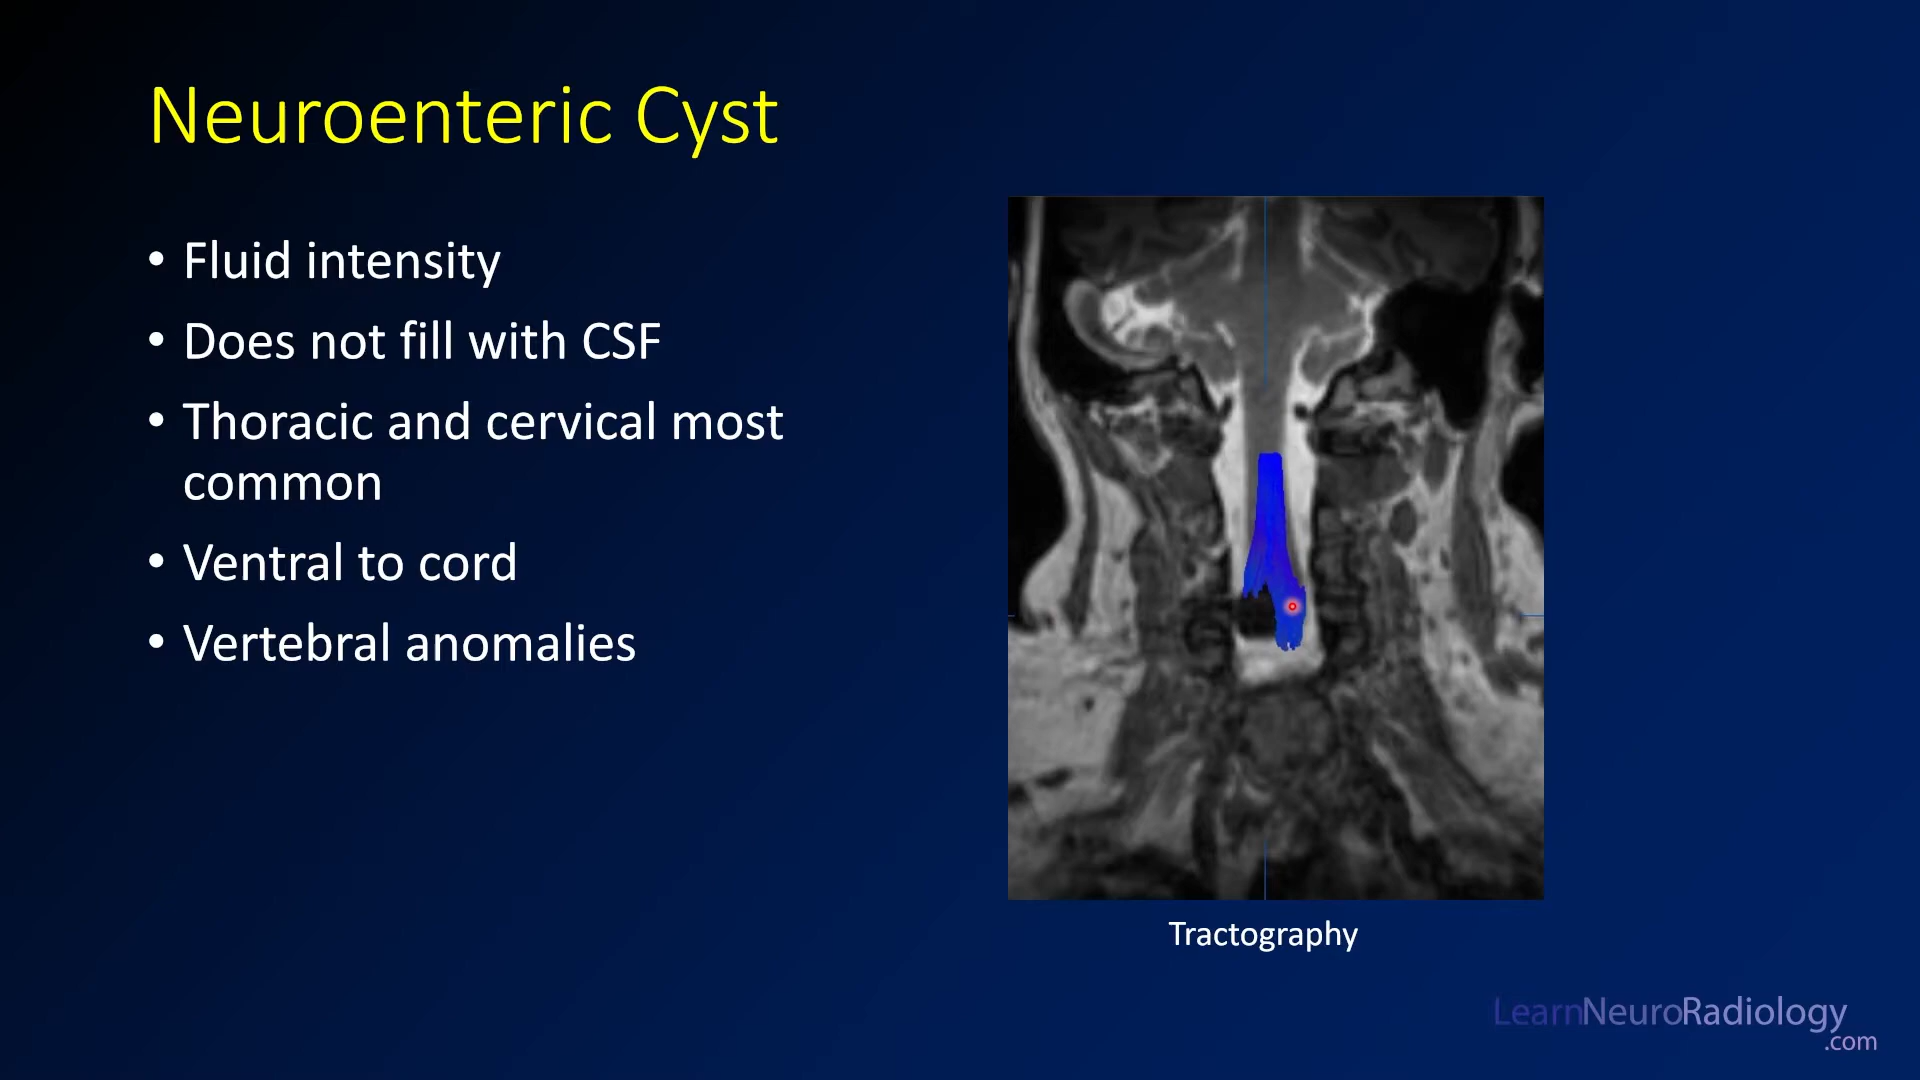 Neuroenteric Cyst
• Fluid intensity
• Does not fill with CSF
• Thoracic and cervical most
common
• Ventral to cord
• Vertebral anomalies
Tractography
LearnNeuroRadiology
.com